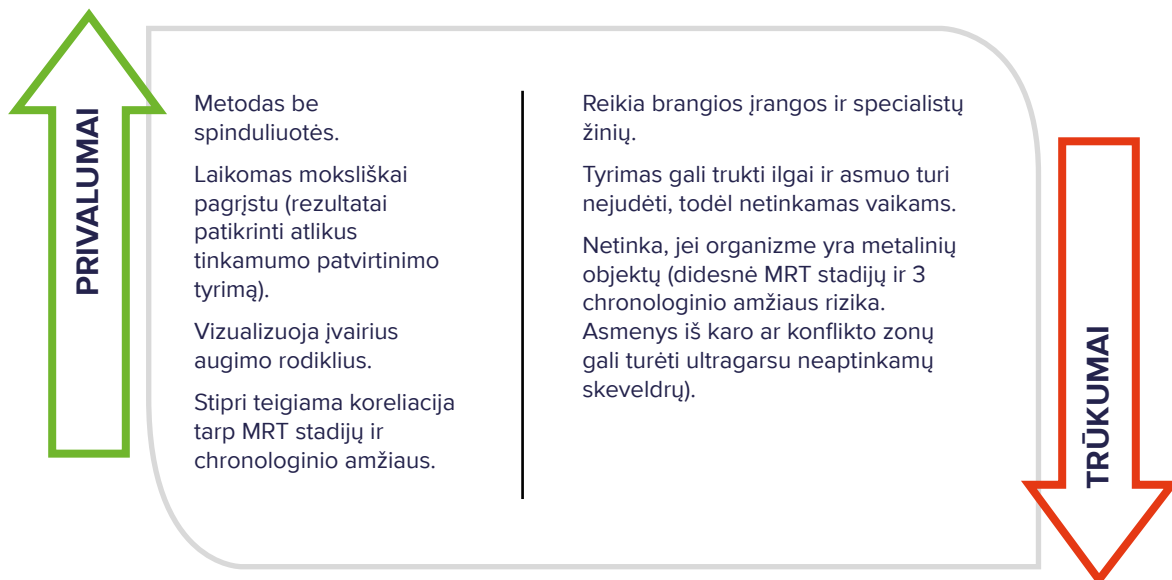 PRIVALUMAI
Metodas be
spinduliuotės.
Laikomas moksliškai
pagrįstu (rezultatai
patikrinti atlikus
tinkamumo patvirtinimo
tyrimą).
Vizualizuoja įvairius
augimo rodiklius.
Stipri teigiama koreliacija
tarp MRT stadijų ir
chronologinio amžiaus.
Reikia brangios įrangos ir specialistų
žinių.
Tyrimas gali trukti ilgai ir asmuo turi
nejudėti, todėl netinkamas vaikams.
Netinka, jei organizme yra metalinių
objektų (didesnė MRT stadijų ir 3
chronologinio amžiaus rizika.
Asmenys iš karo ar konflikto zonų
gali turėti ultragarsu neaptinkamų
skeveldrų).
TRŪKUMAI